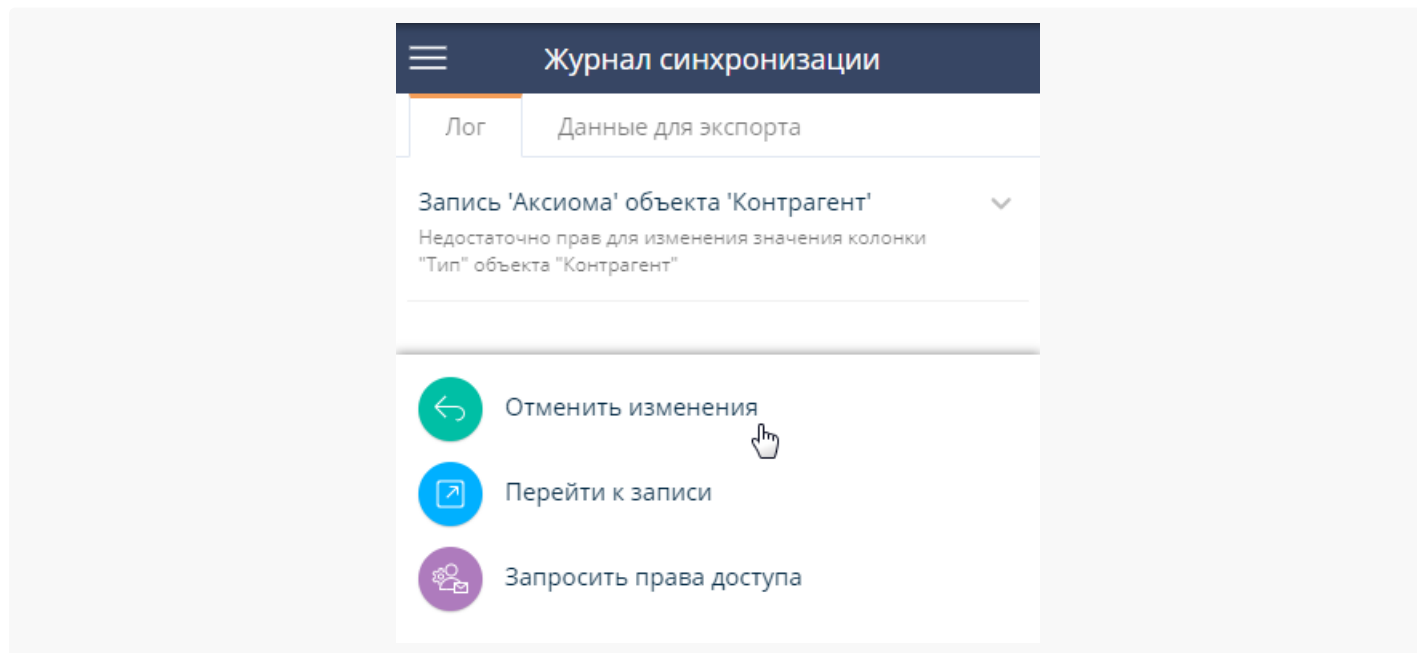 Журнал синхронизации
Лог
Данные для экспорта
Запись 'Аксиома' объекта 'Контрагент'
Недостаточно прав для изменения значения колонки
"Тип" объекта "Контрагент"
Отменить изменения
Перейти к записи
Запросить права доступа